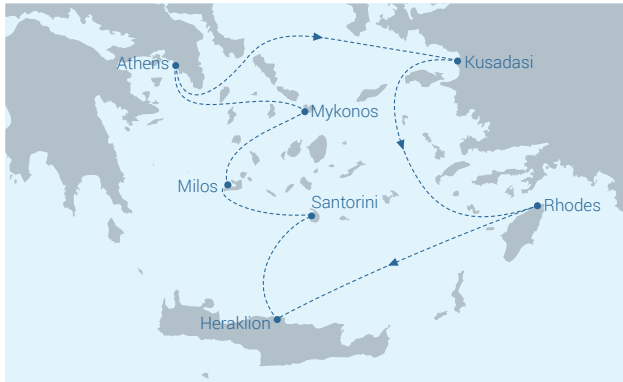 Athens
Kusadasi
Mykonos
Milos
Santorini
Rhodes
Heraklion